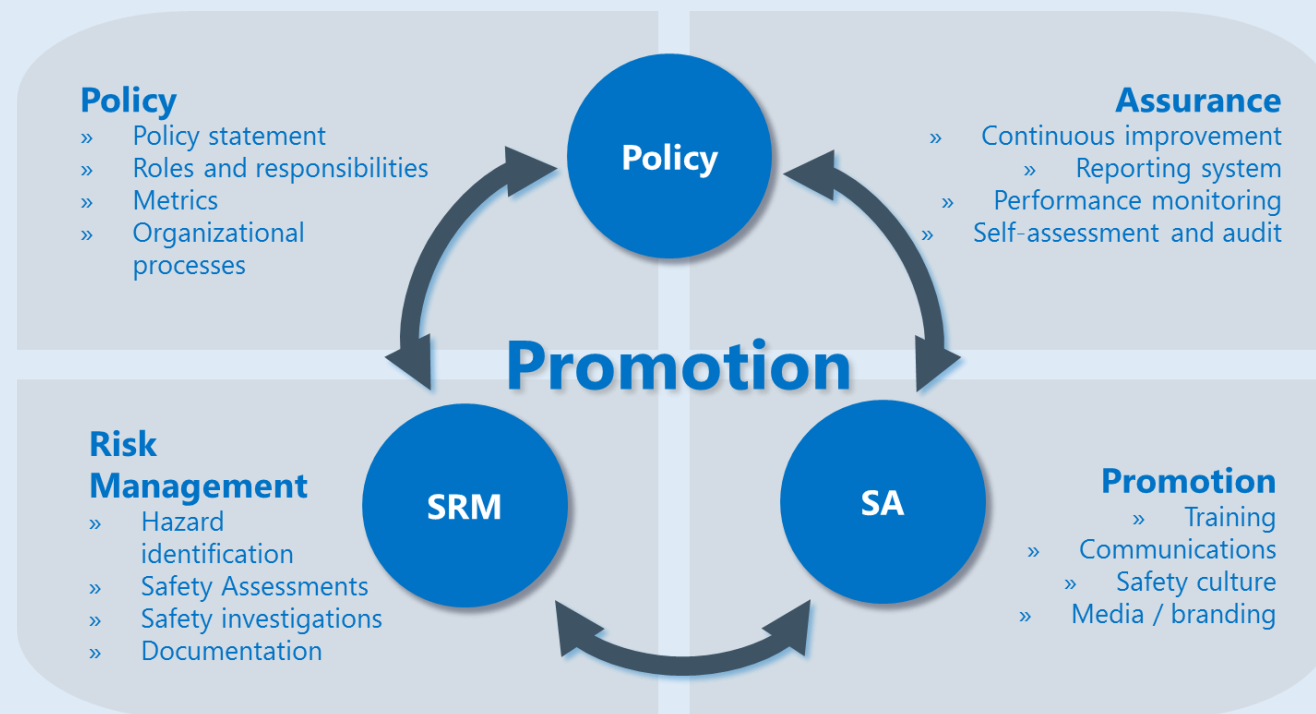 Policy
» Policy statement
» Roles and responsibilities
» Metrics
» Organizational
processes
Policy
Assurance
» Continuous improvement
» Reporting system
» Performance monitoring
» Self-assessment and audit
Promotion
Risk
Management
» Hazard
identification
» Safety Assessments
» Safety investigations
» Documentation
SRM
SA
Promotion
» Training
» Communications
» Safety culture
» Media / branding